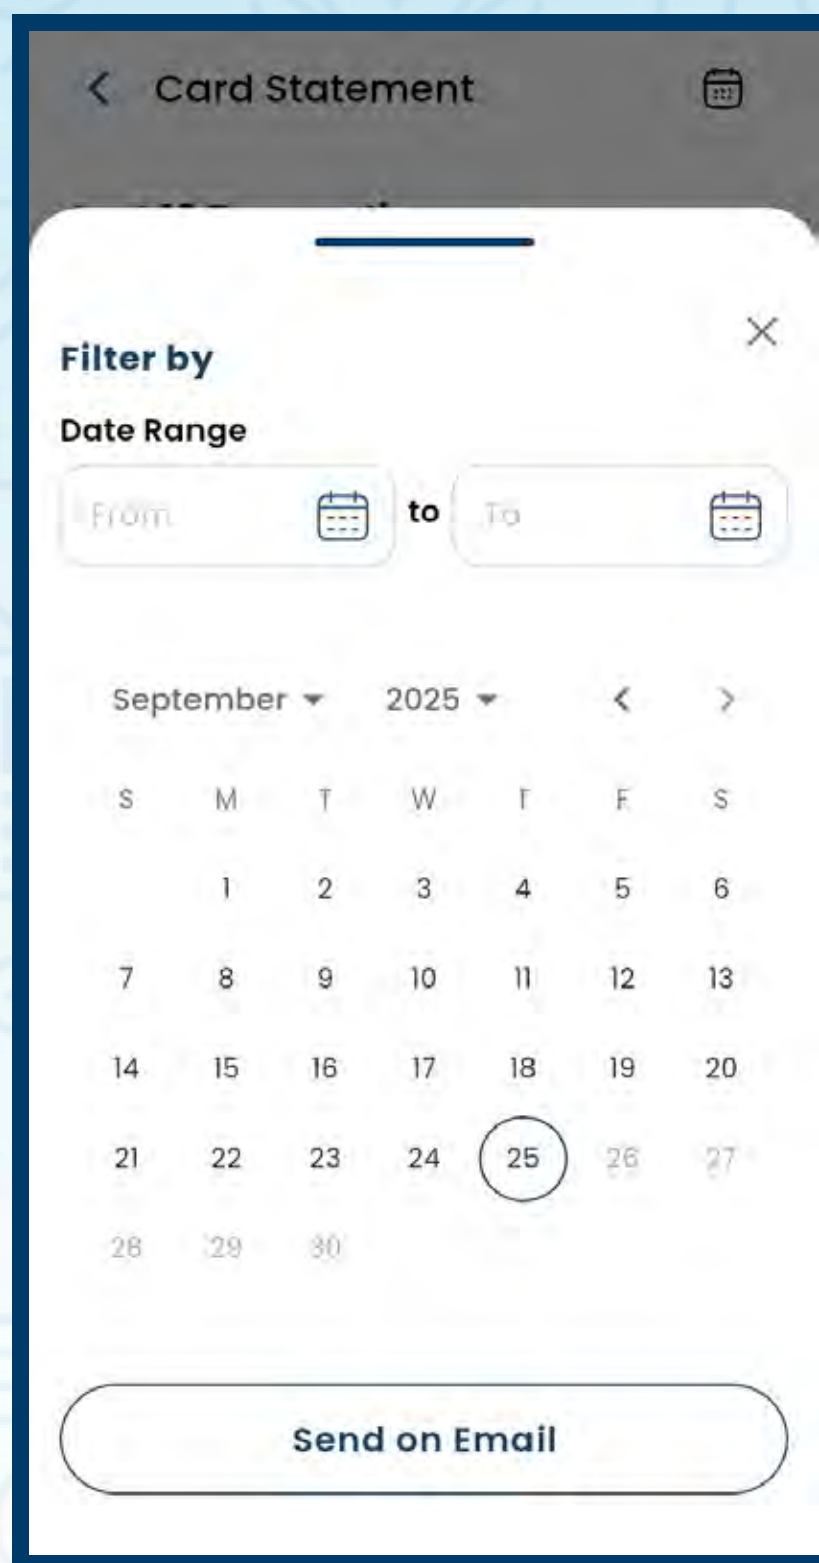 Card Statement
Filter by
Date Range
From to To
September 2025
S M T W T F S
1 2 3 4 5 6
7 8 9 10 11 12 13
14 15 16 17 18 19 20
21 22 23 24 25 26 27
28 29 30
Send on Email